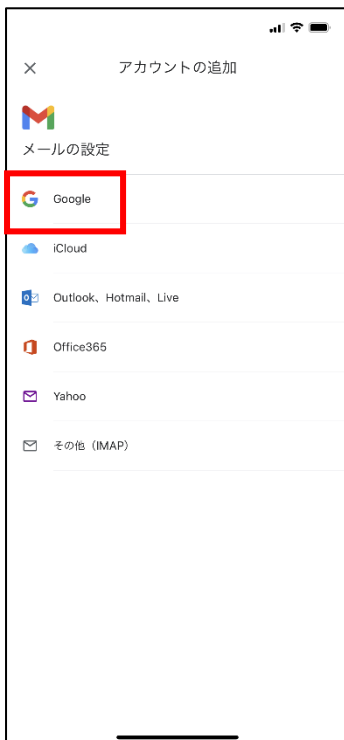 アカウントの追加
メールの設定
Google
iCloud
Outlook、Hotmail、Live
Office365
Yahoo
その他（IMAP）